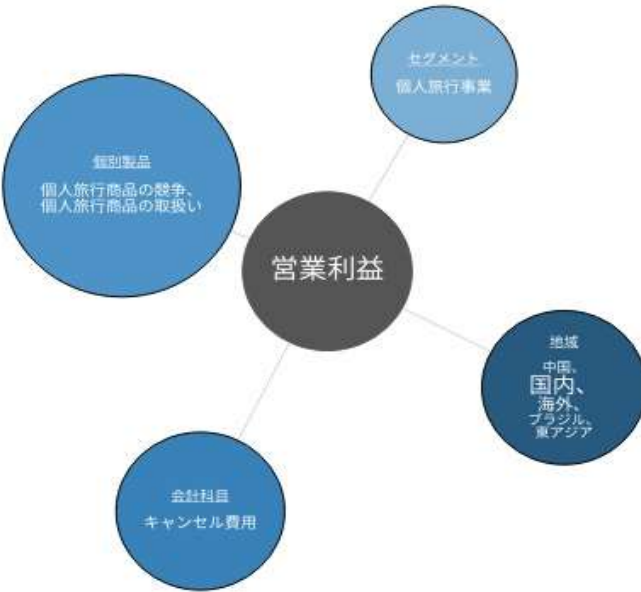 セグメント
個人旅行事業
個別製品
個人旅行商品の競争、
個人旅行商品の取扱い
営業利益
地域
中国、
国内、
海外、
ブラジル、
東アジア
会計科目
キャンセル費用